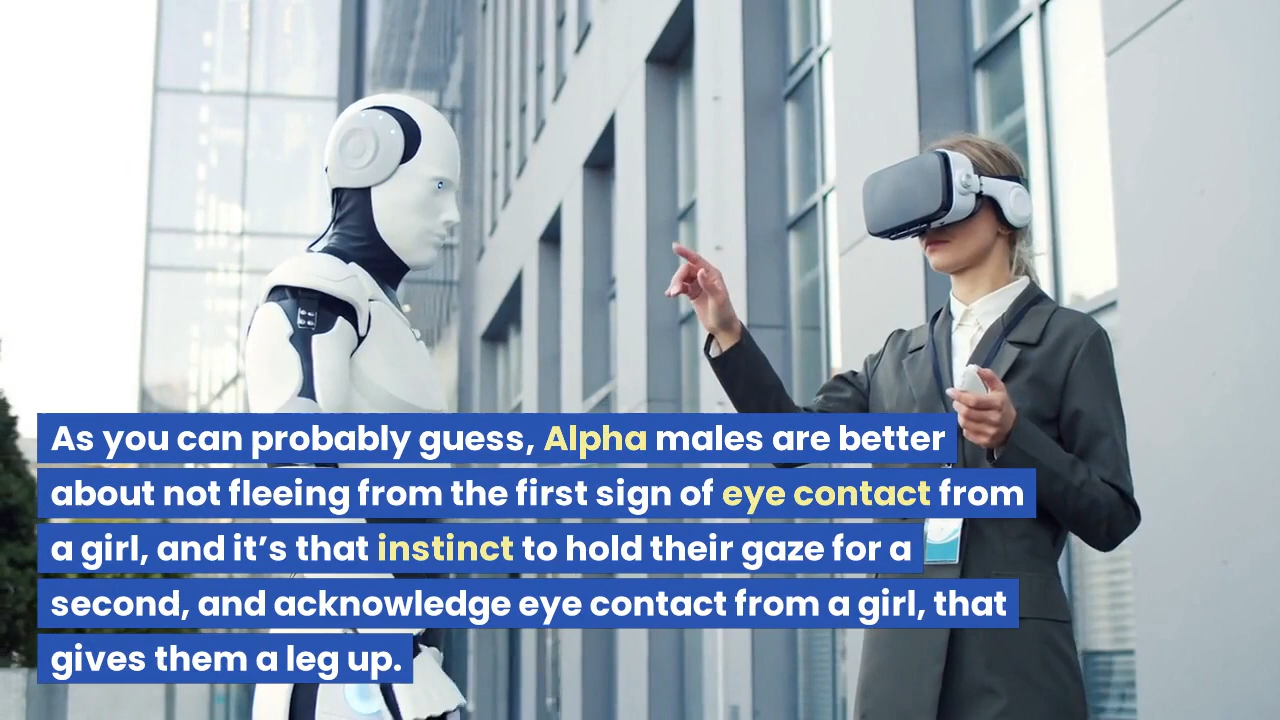 As you can probably guess, Alpha males are better
about not fleeing from the first sign of eye contact from
a girl, and it’s that instinct to hold their gaze for a
second, and acknowledge eye contact from a girl, that
gives them a leg up.